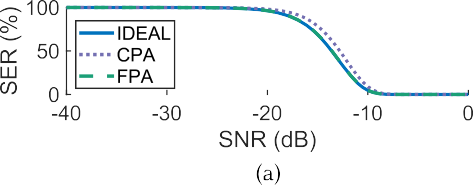 SER (%)
100
50
0
IDEAL
CPA
FPA
-40 -30 -20 -10 0
SNR (dB)
(a)